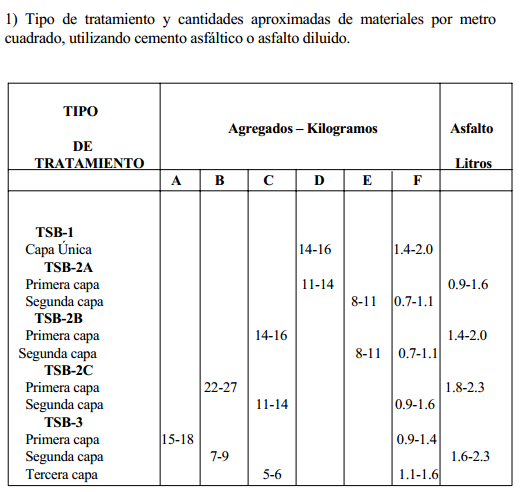 1) Tipo de tratamiento y cantidades aproximadas de materiales por metro
cuadrado, utilizando cemento asfáltico o asfalto diluido.
TIPO
DE
TRATAMIENTO
Agregados – Kilogramos
Asfalto
Litros
A B C D E F
TSB-1
Capa Única 14-16 1.4-2.0
TSB-2A
Primera capa 11-14 0.9-1.6
Segunda capa 8-11 0.7-1.1
TSB-2B
Primera capa 14-16 1.4-2.0
Segunda capa 8-11 0.7-1.1
TSB-2C
Primera capa 22-27 1.8-2.3
Segunda capa 11-14 0.9-1.6
TSB-3
Primera capa 15-18 0.9-1.4
Segunda capa 7-9 1.6-2.3
Tercera capa 5-6 1.1-1.6